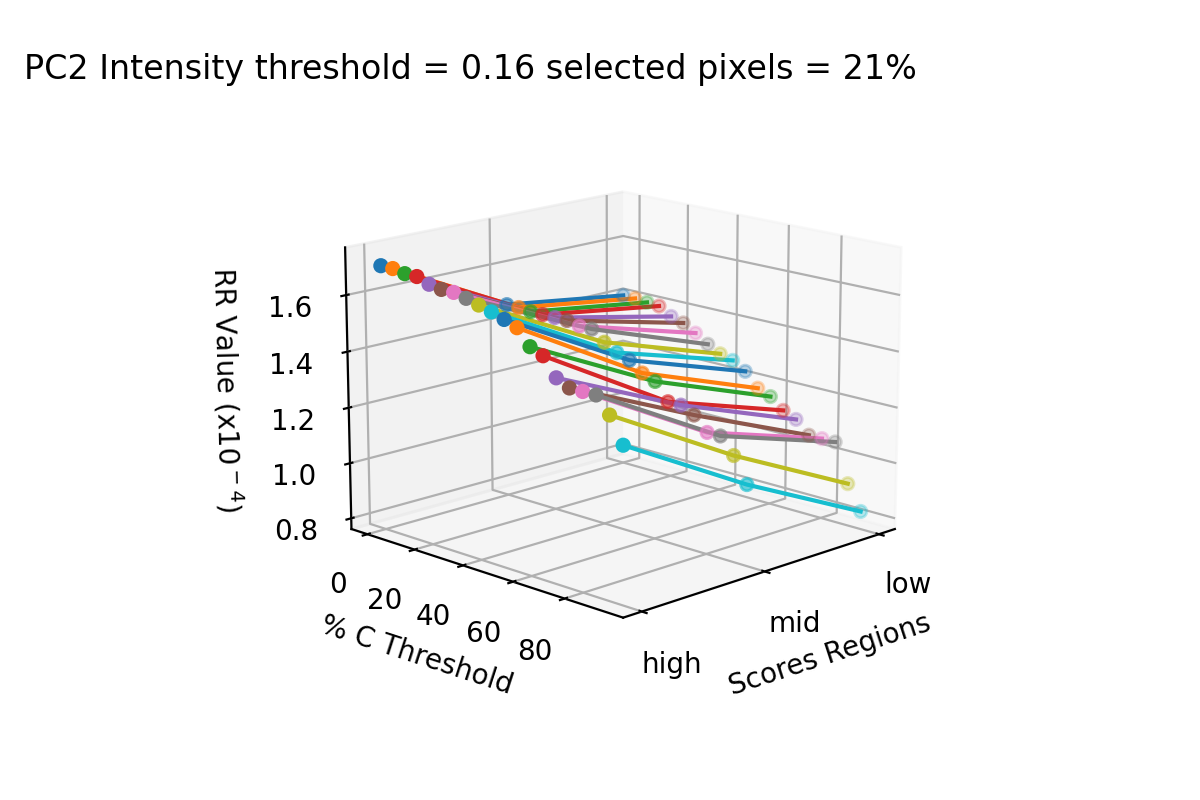 PC2 Intensity threshold = 0.16 selected pixels = 21%
RR Value (x10⁻⁴)
1.6
1.4
1.2
1.0
0.8
0
20
40
60
80
% C Threshold
high
mid
low
Scores Regions